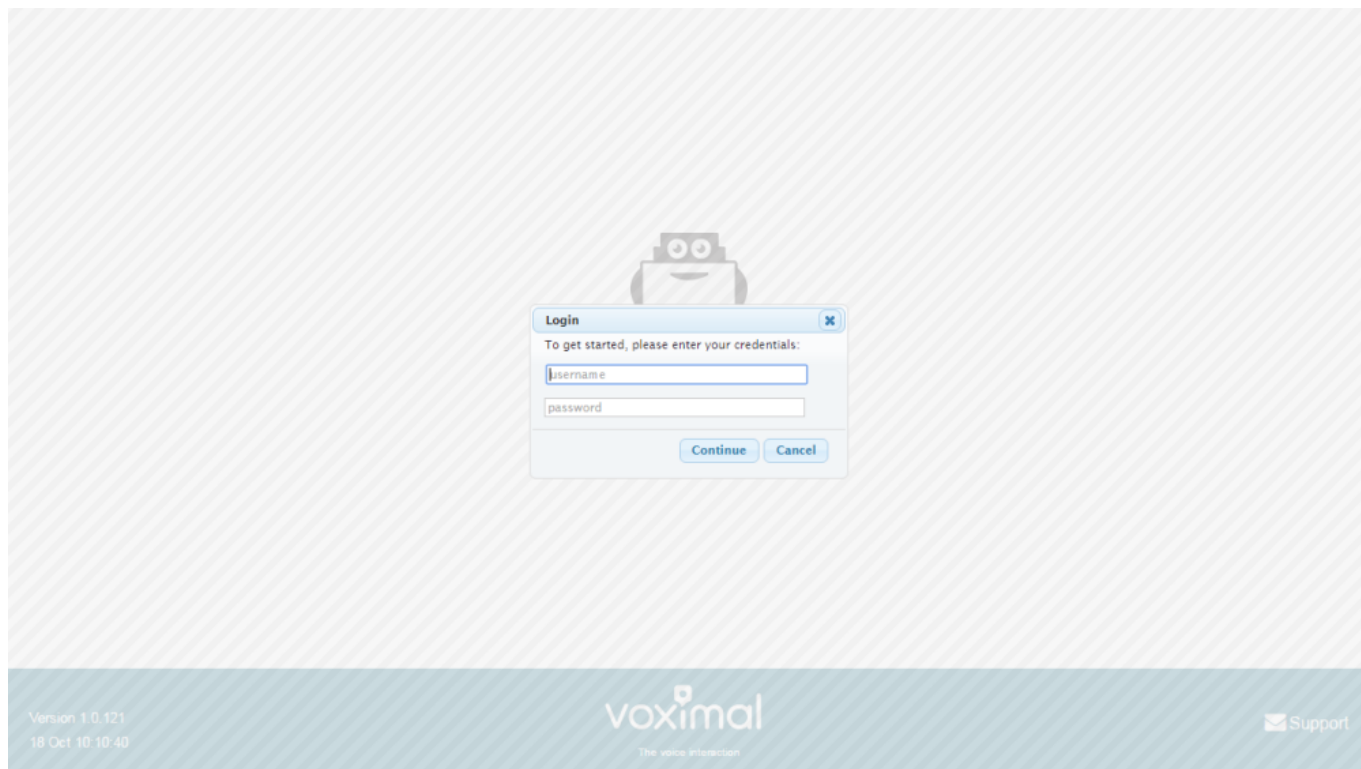 Login
To get started, please enter your credentials:
username
password
Continue Cancel
Version 1.0.121
18 Oct 10:10:40
voximal
The voice interaction
Support